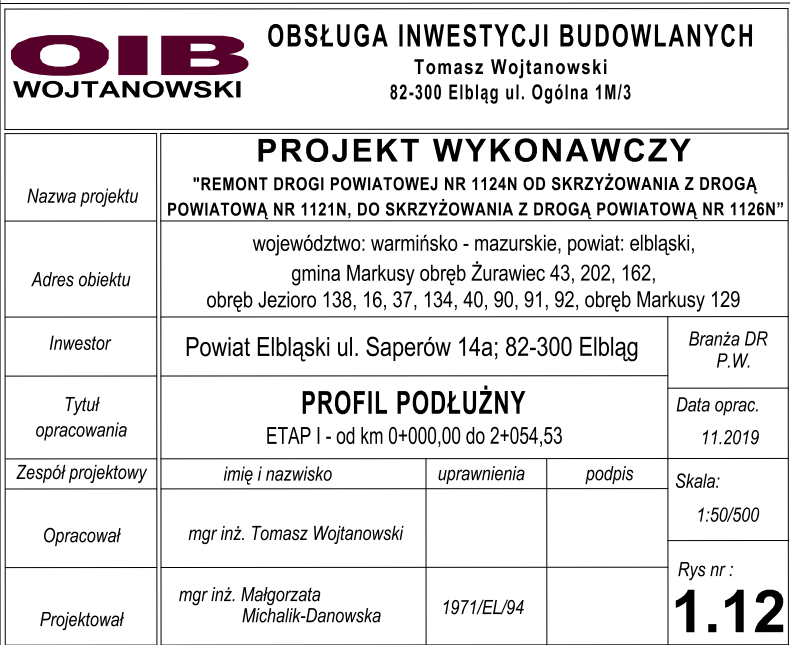 OIB
WOJTANOWSKI
OBSŁUGA INWESTYCJI BUDOWLANYCH
Tomasz Wojtanowski
82-300 Elbląg ul. Ogólna 1M/3
Nazwa projektu
PROJEKT WYKONAWCZY
"REMONT DROGI POWIATOWEJ NR 1124N OD SKRZYŻOWANIA Z DROGĄ
POWIATOWĄ NR 1121N, DO SKRZYŻOWANIA Z DROGĄ POWIATOWĄ NR 1126N”
Adres obiektu
województwo: warmińsko - mazurskie, powiat: elbląski,
gmina Markusy obręb Żurawiec 43, 202, 162,
obręb Jezioro 138, 16, 37, 134, 40, 90, 91, 92, obręb Markusy 129
Inwestor
Powiat Elbląski ul. Saperów 14a; 82-300 Elbląg
Branża DR
P.W.
Tytuł
opracowania
PROFIL PODŁUŻNY
ETAP I - od km 0+000,00 do 2+054,53
Data oprac.
11.2019
Zespół projektowy
imię i nazwisko
uprawnienia
podpis
Skala:
1:50/500
Opracował
mgr inż. Tomasz Wojtanowski
Projektował
mgr inż. Małgorzata
Michalik-Danowska
1971/EL/94
Rys nr :
1.12